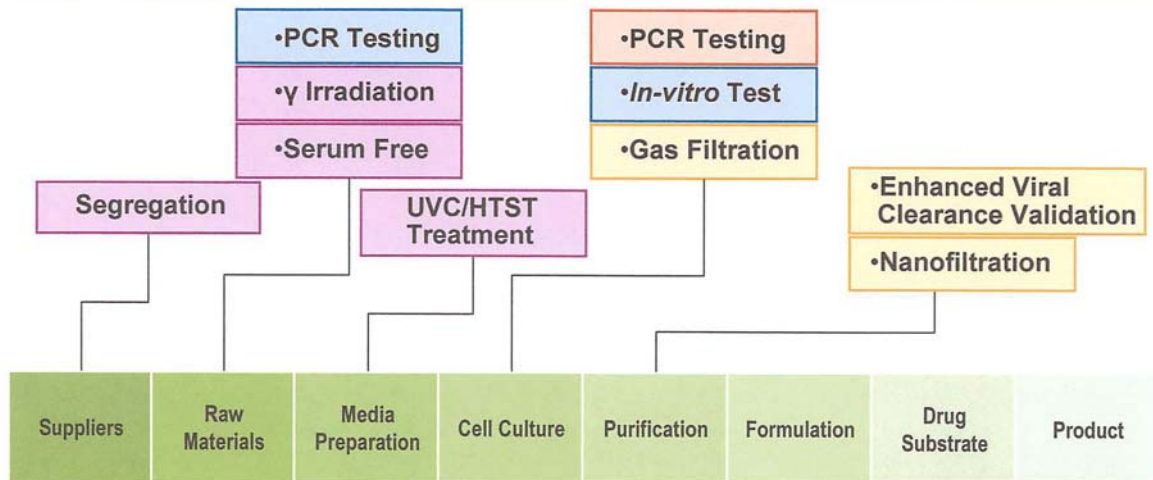 •PCR Testing
•γ Irradiation
•Serum Free
•PCR Testing
•In-vitro Test
•Gas Filtration
Segregation
UVC/HTST
Treatment
•Enhanced Viral
Clearance Validation
•Nanofiltration
Suppliers
Raw
Materials
Media
Preparation
Cell Culture
Purification
Formulation
Drug
Substrate
Product